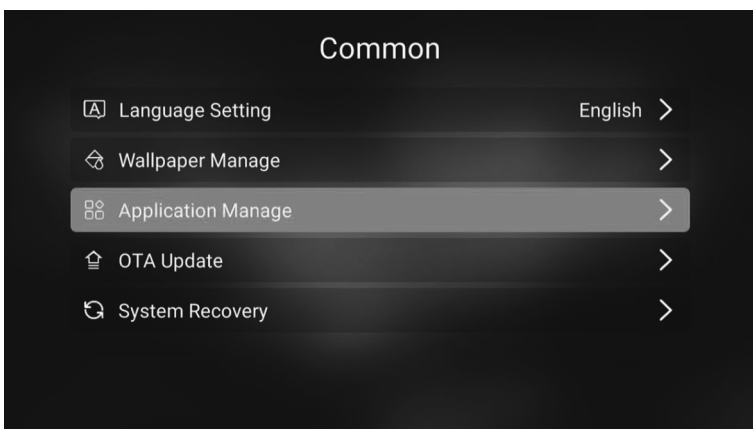 Common
Language Setting English
Wallpaper Manage
Application Manage
OTA Update
System Recovery